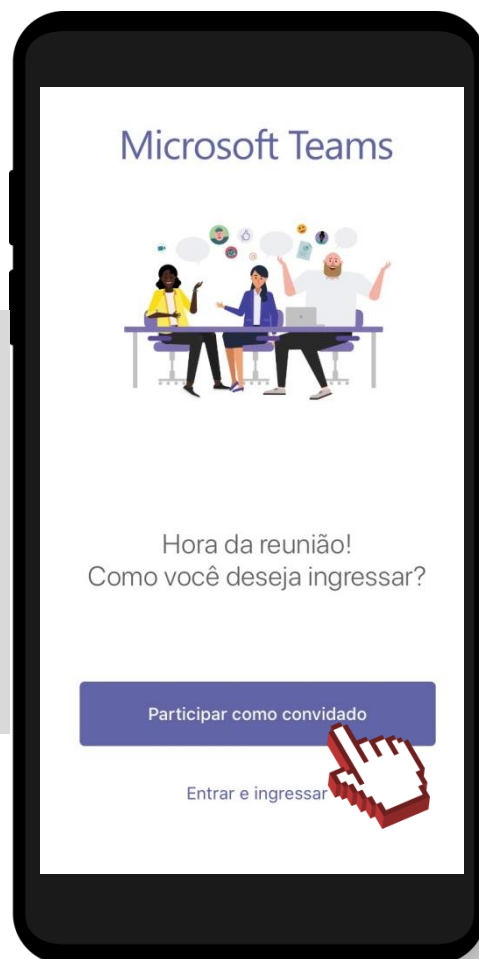 Microsoft Teams
Hora da reunião!
Como você deseja ingressar?
Participar como convidado
Entrar e ingressar